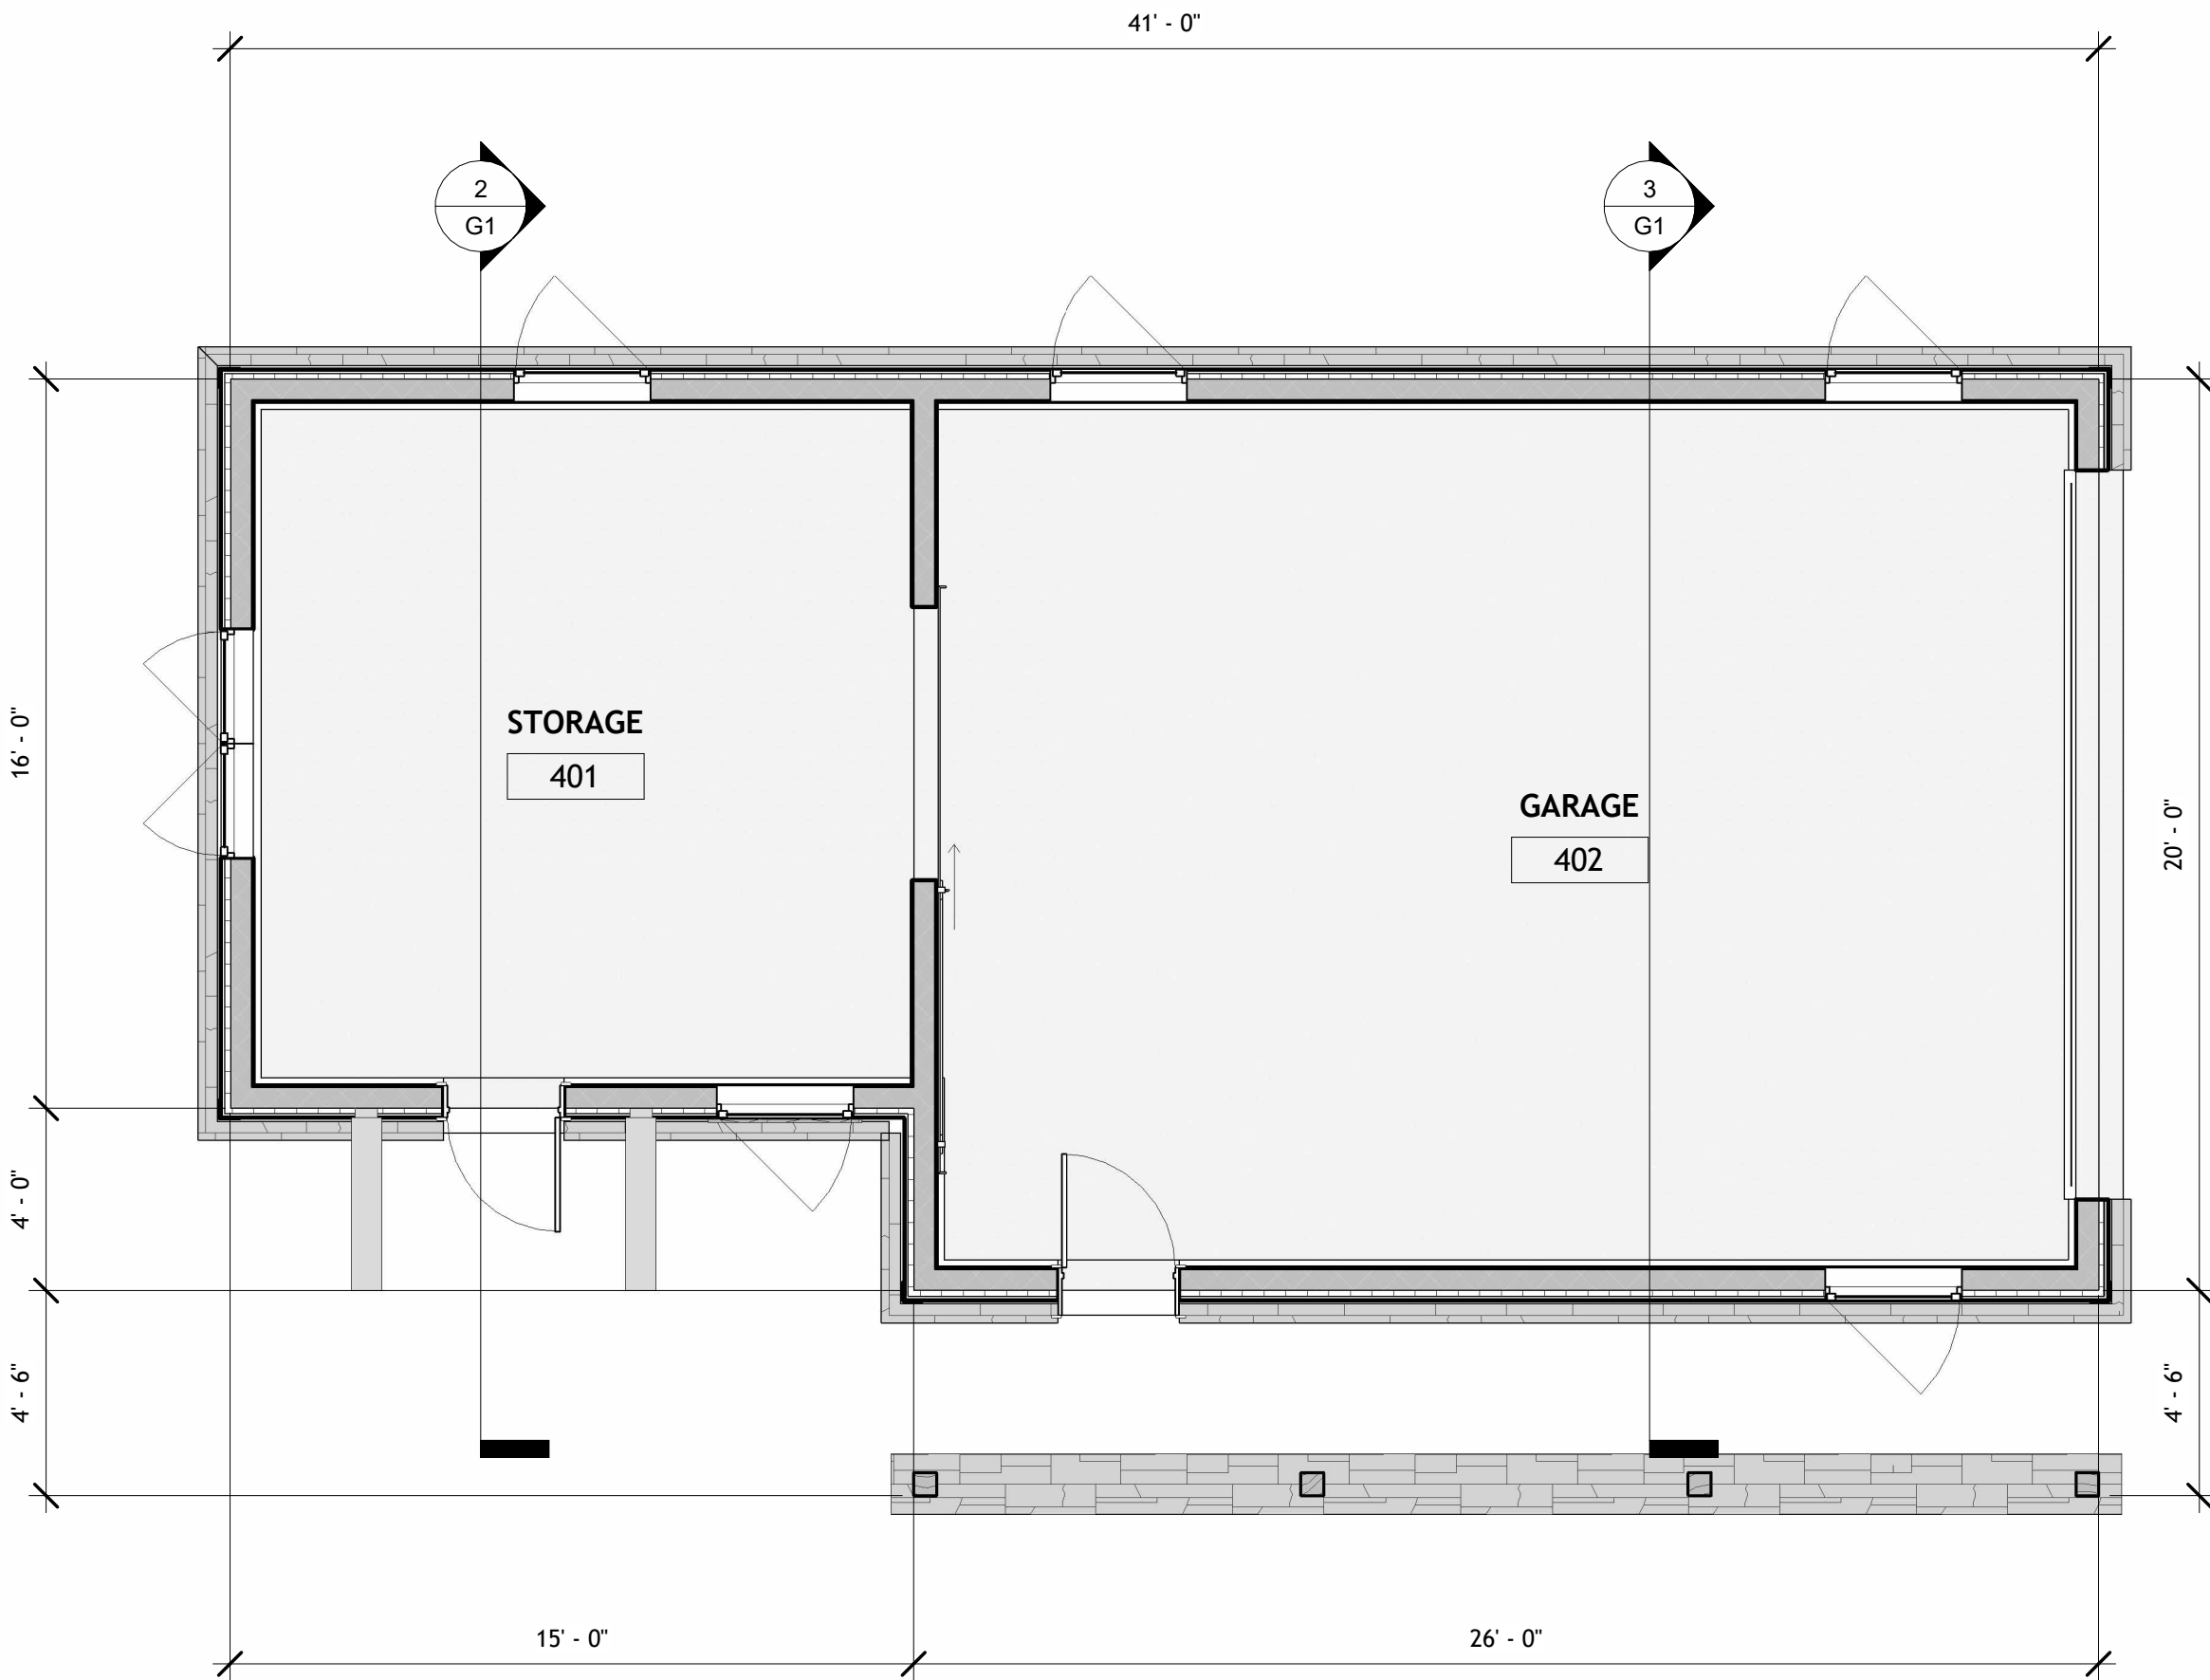 41' - 0"
2
G1
3
G1
16' - 0"
STORAGE
401
GARAGE
402
20' - 0"
4' - 0"
4' - 6"
4' - 6"
15' - 0"
26' - 0"